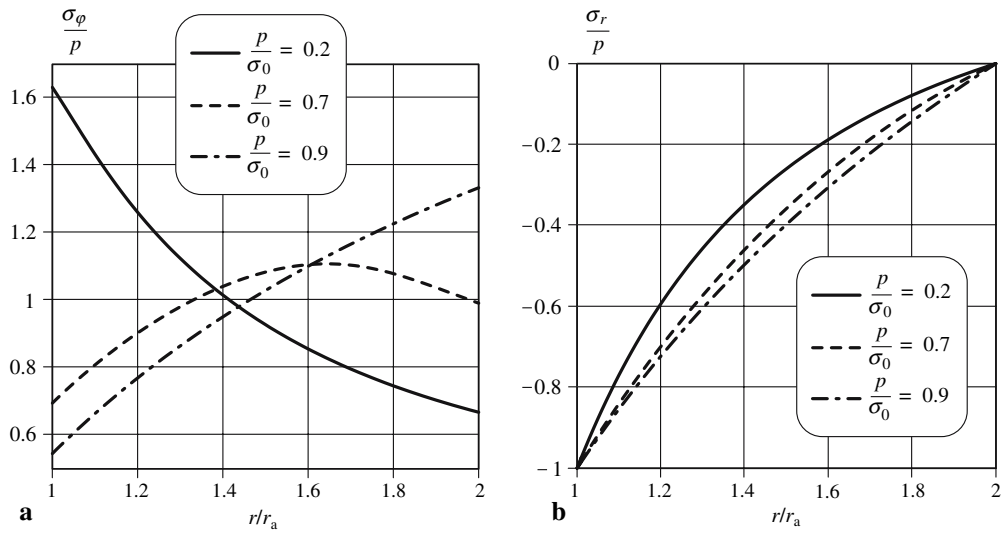 σφ/p
p/σ0 = 0.2
p/σ0 = 0.7
p/σ0 = 0.9
1.6
1.4
1.2
1
0.8
0.6
1 1.2 1.4 1.6 1.8 2
r/ra
a
σr/p
0
−0.2
−0.4
−0.6
−0.8
−1
p/σ0 = 0.2
p/σ0 = 0.7
p/σ0 = 0.9
1 1.2 1.4 1.6 1.8 2
r/ra
b